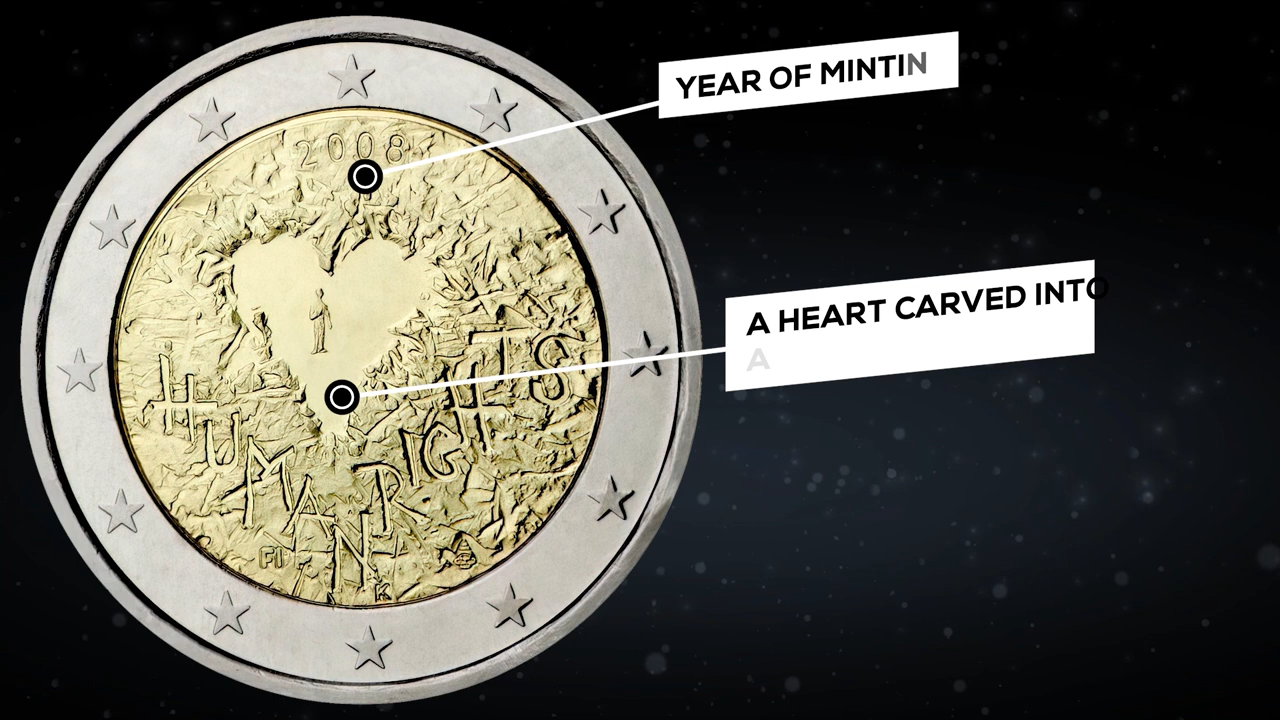 YEAR OF MINTIN
2008
A HEART CARVED INTO
A
HUMAN RIGHTS
FI
K